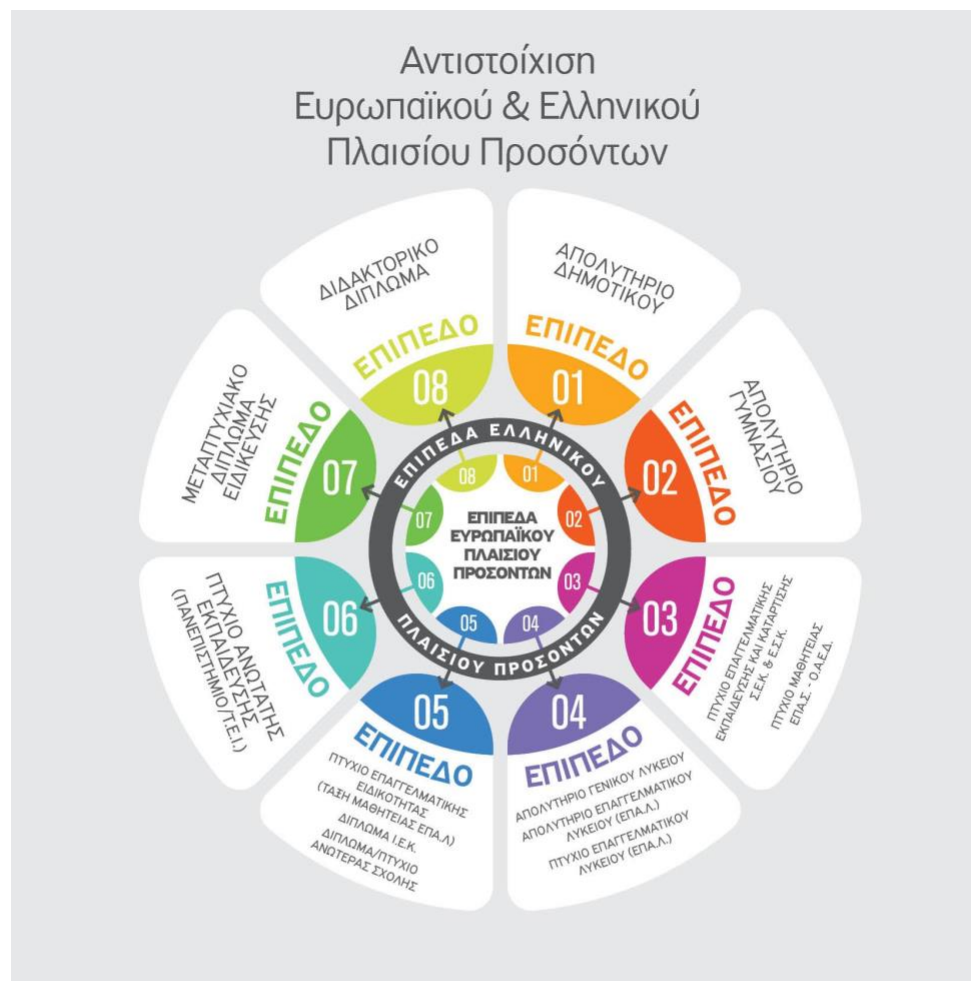 Αντιστοίχιση
Ευρωπαϊκού & Ελληνικού
Πλαισίου Προσόντων
ΑΠΟΛΥΤΗΡΙΟ
ΔΗΜΟΤΙΚΟΥ
ΕΠΙΠΕΔΟ
01
ΑΠΟΛΥΤΗΡΙΟ
ΓΥΜΝΑΣΙΟΥ
ΕΠΙΠΕΔΟ
02
ΕΠΙΠΕΔΟ
03
ΠΤΥΧΙΟ ΕΠΑΓΓΕΛΜΑΤΙΚΗΣ
ΕΚΠΑΙΔΕΥΣΗΣ ΚΑΙ ΚΑΤΑΡΤΙΣΗΣ
Σ.Ε.Κ. & Ε.Σ.Κ.
ΠΤΥΧΙΟ ΜΑΘΗΤΕΙΑΣ
ΕΠΑ.Σ. - Ο.Α.Ε.Δ.
04
ΕΠΙΠΕΔΟ
ΑΠΟΛΥΤΗΡΙΟ ΓΕΝΙΚΟΥ ΛΥΚΕΙΟΥ
ΑΠΟΛΥΤΗΡΙΟ ΕΠΑΓΓΕΛΜΑΤΙΚΟΥ
ΛΥΚΕΙΟΥ (ΕΠΑ.Λ.)
ΠΤΥΧΙΟ ΕΠΑΓΓΕΛΜΑΤΙΚΟΥ
ΛΥΚΕΙΟΥ (ΕΠΑ.Λ.)
05
ΕΠΙΠΕΔΟ
ΠΤΥΧΙΟ ΕΠΑΓΓΕΛΜΑΤΙΚΗΣ
ΕΙΔΙΚΟΤΗΤΑΣ
(ΤΑΞΗ ΜΑΘΗΤΕΙΑΣ ΕΠΑ.Λ)
ΔΙΠΛΩΜΑ Ι.Ε.Κ.
ΔΙΠΛΩΜΑ/ΠΤΥΧΙΟ
ΑΝΩΤΕΡΑΣ ΣΧΟΛΗΣ
06
ΕΠΙΠΕΔΟ
ΠΤΥΧΙΟ ΑΝΩΤΑΤΗΣ
ΕΚΠΑΙΔΕΥΣΗΣ
(ΠΑΝΕΠΙΣΤΗΜΙΟ/Τ.Ε.Ι.)
ΜΕΤΑΠΤΥΧΙΑΚΟ
ΔΙΠΛΩΜΑ
ΕΙΔΙΚΕΥΣΗΣ
ΕΠΙΠΕΔΟ
07
ΔΙΔΑΚΤΟΡΙΚΟ
ΔΙΠΛΩΜΑ
ΕΠΙΠΕΔΟ
08
ΕΠΙΠΕΔΑ ΕΛΛΗΝΙΚΟΥ
ΠΛΑΙΣΙΟΥ ΠΡΟΣΟΝΤΩΝ
01
02
03
04
05
06
07
08
ΕΠΙΠΕΔΑ
ΕΥΡΩΠΑΪΚΟΥ
ΠΛΑΙΣΙΟΥ
ΠΡΟΣΟΝΤΩΝ